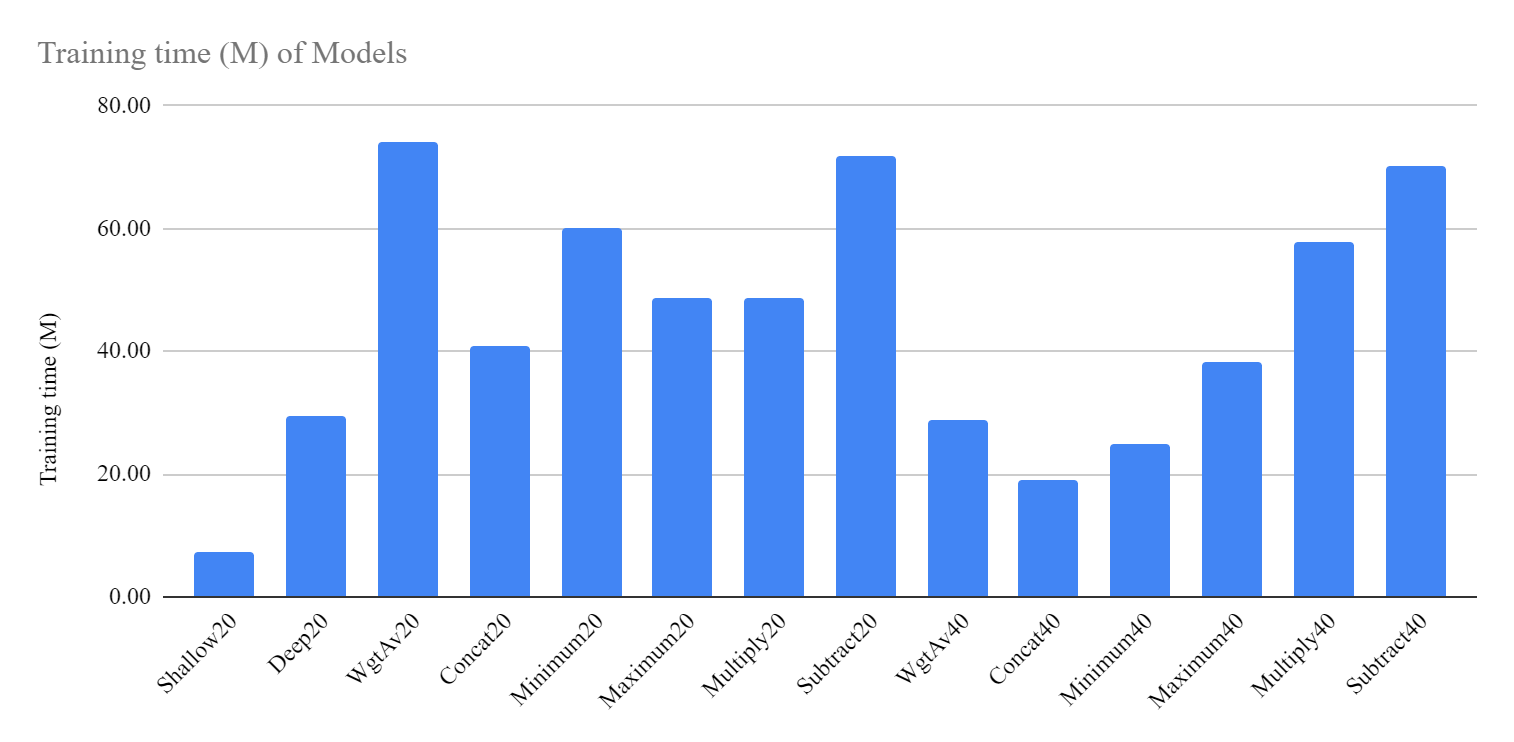 Training time (M) of Models
80.00
60.00
40.00
20.00
0.00
Training time (M)
Shallow20
Deep20
WgtAv20
Concat20
Minimum20
Maximum20
Multiply20
Subtract20
WgtAv40
Concat40
Minimum40
Maximum40
Multiply40
Subtract40